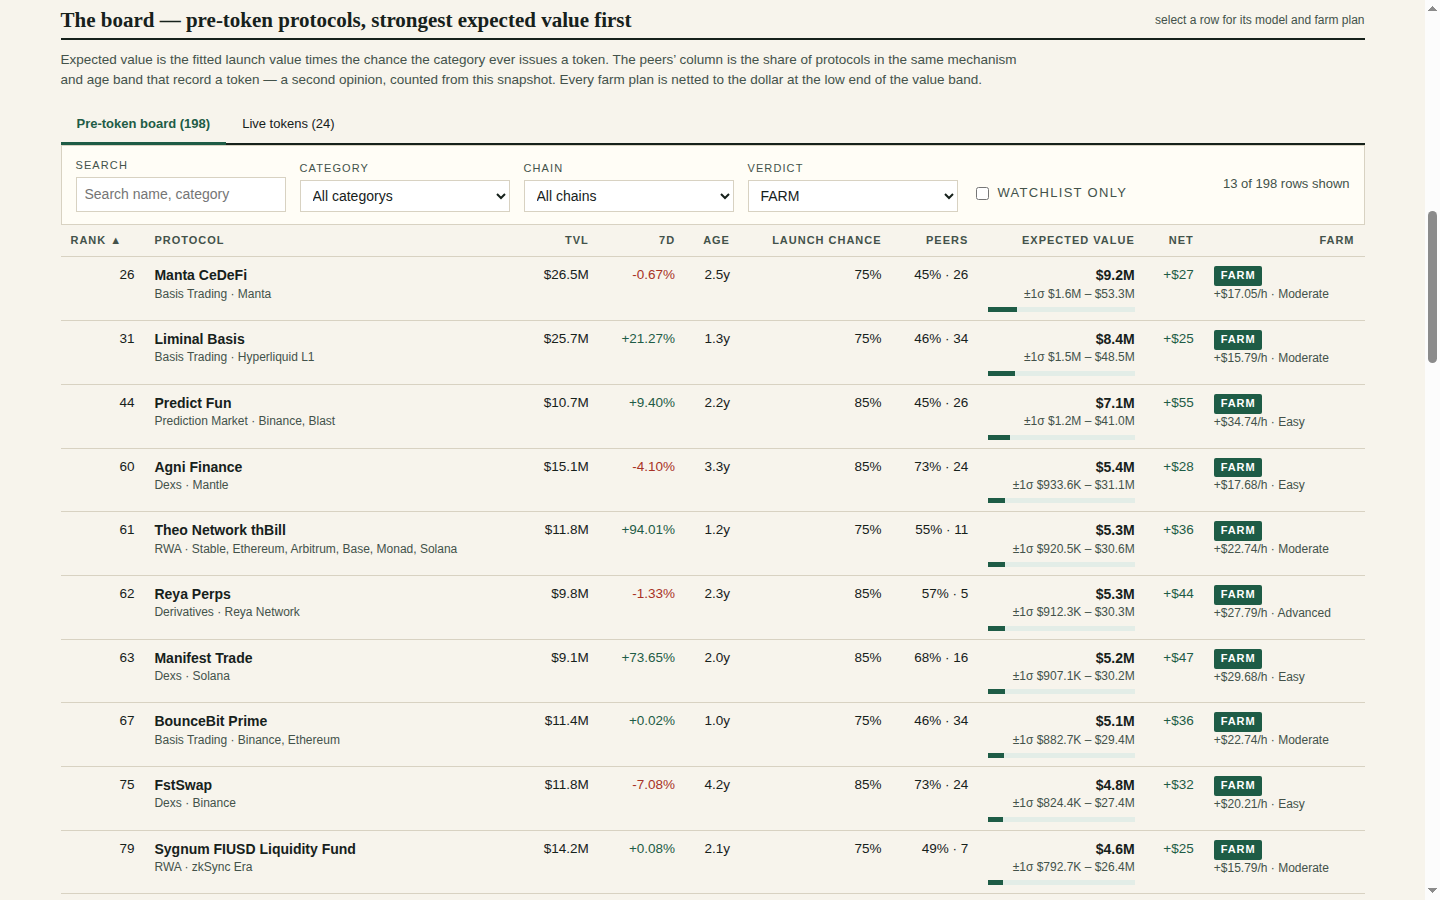 The board — pre-token protocols, strongest expected value first
select a row for its model and farm plan
Expected value is the fitted launch value times the chance the category ever issues a token. The peers’ column is the share of protocols in the same mechanism
and age band that record a token — a second opinion, counted from this snapshot. Every farm plan is netted to the dollar at the low end of the value band.
Pre-token board (198) Live tokens (24)
SEARCH CATEGORY CHAIN VERDICT
Search name, category All categorys All chains FARM WATCHLIST ONLY 13 of 198 rows shown
RANK ▲ PROTOCOL TVL 7D AGE LAUNCH CHANCE PEERS EXPECTED VALUE NET FARM
26 Manta CeDeFi $26.5M -0.67% 2.5y 75% 45% · 26 $9.2M +$27 FARM
Basis Trading · Manta ±1σ $1.6M – $53.3M +$17.05/h · Moderate
31 Liminal Basis $25.7M +21.27% 1.3y 75% 46% · 34 $8.4M +$25 FARM
Basis Trading · Hyperliquid L1 ±1σ $1.5M – $48.5M +$15.79/h · Moderate
44 Predict Fun $10.7M +9.40% 2.2y 85% 45% · 26 $7.1M +$55 FARM
Prediction Market · Binance, Blast ±1σ $1.2M – $41.0M +$34.74/h · Easy
60 Agni Finance $15.1M -4.10% 3.3y 85% 73% · 24 $5.4M +$28 FARM
Dexs · Mantle ±1σ $933.6K – $31.1M +$17.68/h · Easy
61 Theo Network thBill $11.8M +94.01% 1.2y 75% 55% · 11 $5.3M +$36 FARM
RWA · Stable, Ethereum, Arbitrum, Base, Monad, Solana ±1σ $920.5K – $30.6M +$22.74/h · Moderate
62 Reya Perps $9.8M -1.33% 2.3y 85% 57% · 5 $5.3M +$44 FARM
Derivatives · Reya Network ±1σ $912.3K – $30.3M +$27.79/h · Advanced
63 Manifest Trade $9.1M +73.65% 2.0y 85% 68% · 16 $5.2M +$47 FARM
Dexs · Solana ±1σ $907.1K – $30.2M +$29.68/h · Easy
67 BounceBit Prime $11.4M +0.02% 1.0y 75% 46% · 34 $5.1M +$36 FARM
Basis Trading · Binance, Ethereum ±1σ $882.7K – $29.4M +$22.74/h · Moderate
75 FstSwap $11.8M -7.08% 4.2y 85% 73% · 24 $4.8M +$32 FARM
Dexs · Binance ±1σ $824.4K – $27.4M +$20.21/h · Easy
79 Sygnum FIUSD Liquidity Fund $14.2M +0.08% 2.1y 75% 49% · 7 $4.6M +$25 FARM
RWA · zkSync Era ±1σ $792.7K – $26.4M +$15.79/h · Moderate